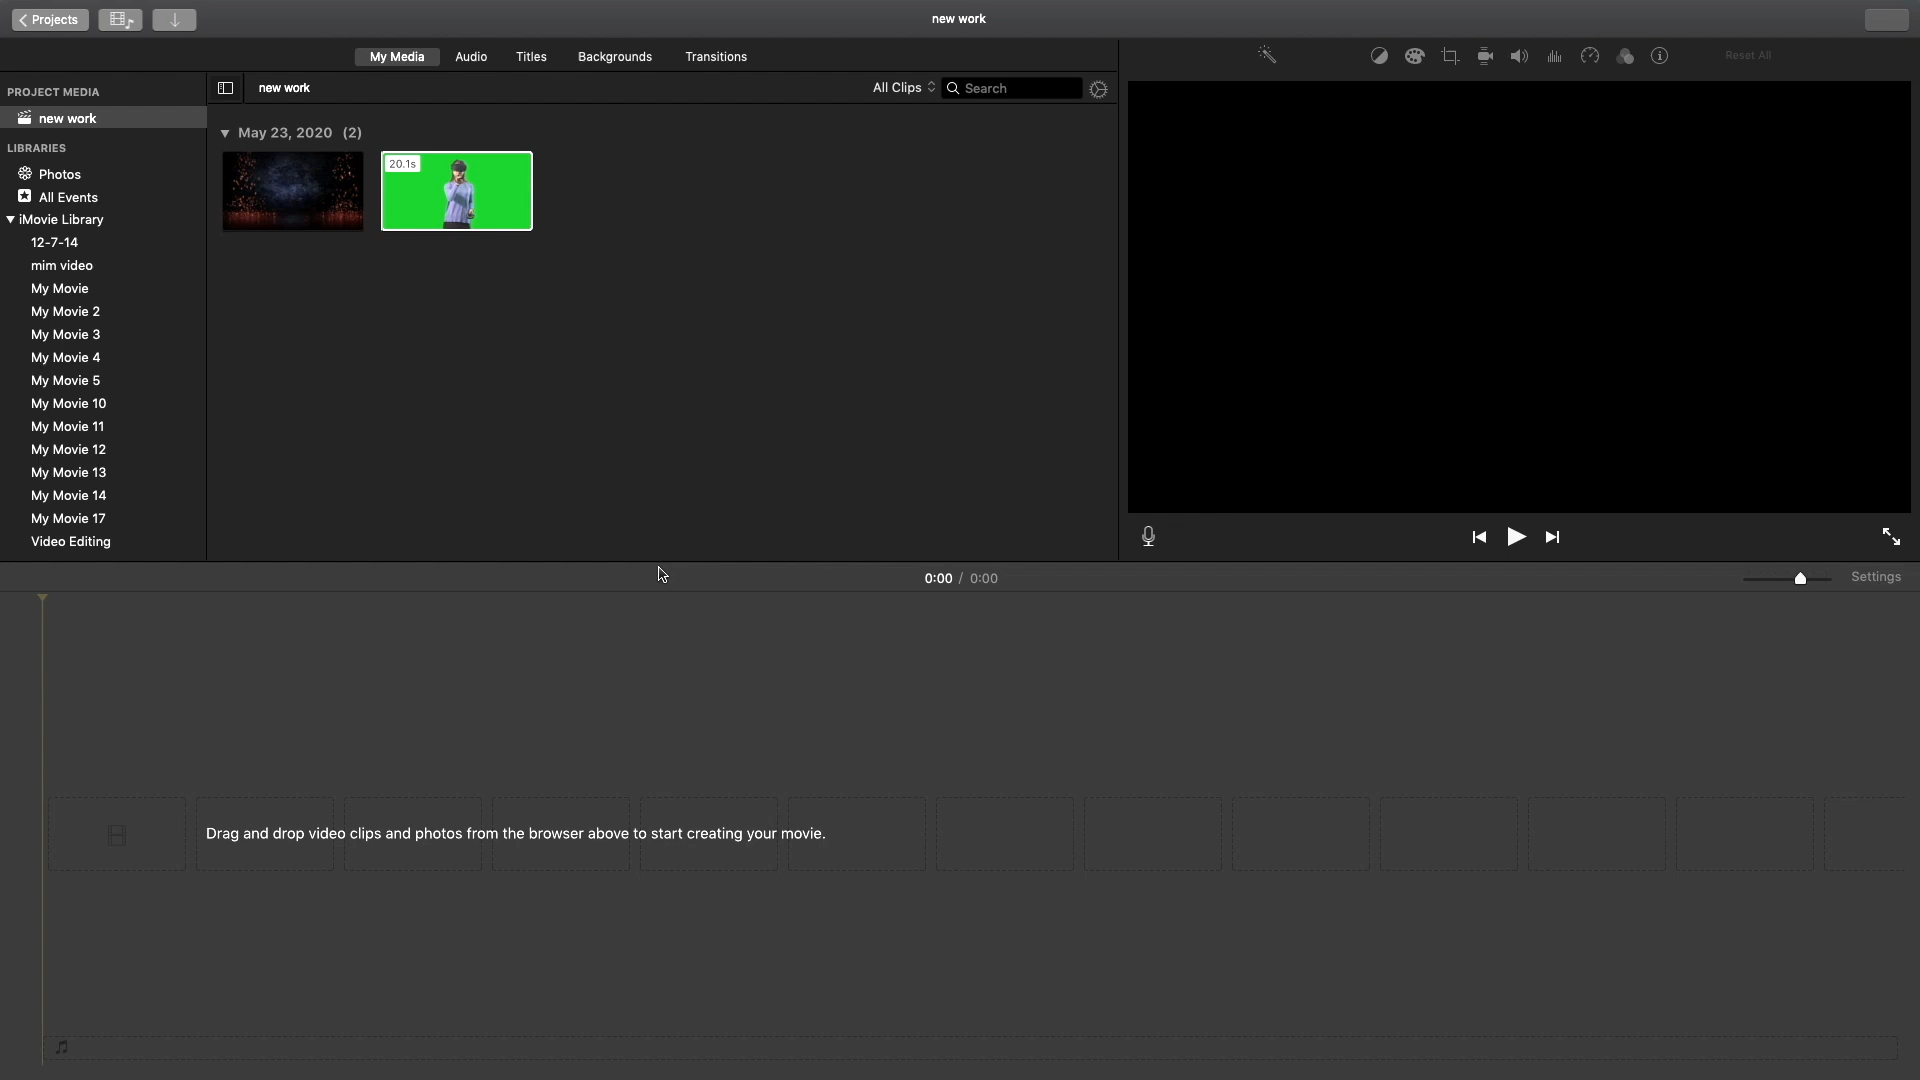 Projects
new work
My Media Audio Titles Backgrounds Transitions
Reset All
PROJECT MEDIA
new work
LIBRARIES
Photos
All Events
iMovie Library
12-7-14
mim video
My Movie
My Movie 2
My Movie 3
My Movie 4
My Movie 5
My Movie 10
My Movie 11
My Movie 12
My Movie 13
My Movie 14
My Movie 17
Video Editing
new work
All Clips
Search
May 23, 2020 (2)
20.1s
0:00 / 0:00
Settings
Drag and drop video clips and photos from the browser above to start creating your movie.